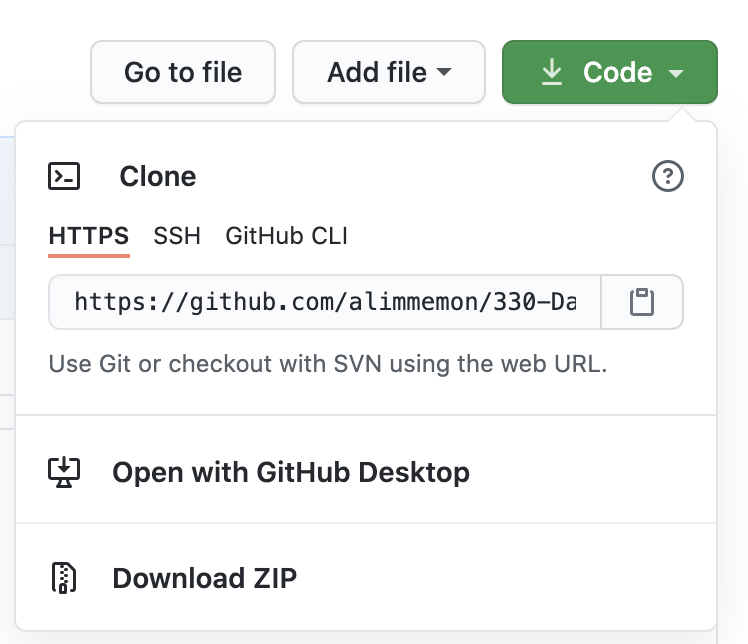 Go to file
Add file
Code
Clone
HTTPS
SSH
GitHub CLI
https://github.com/alimmemon/330-Da
Use Git or checkout with SVN using the web URL.
Open with GitHub Desktop
Download ZIP